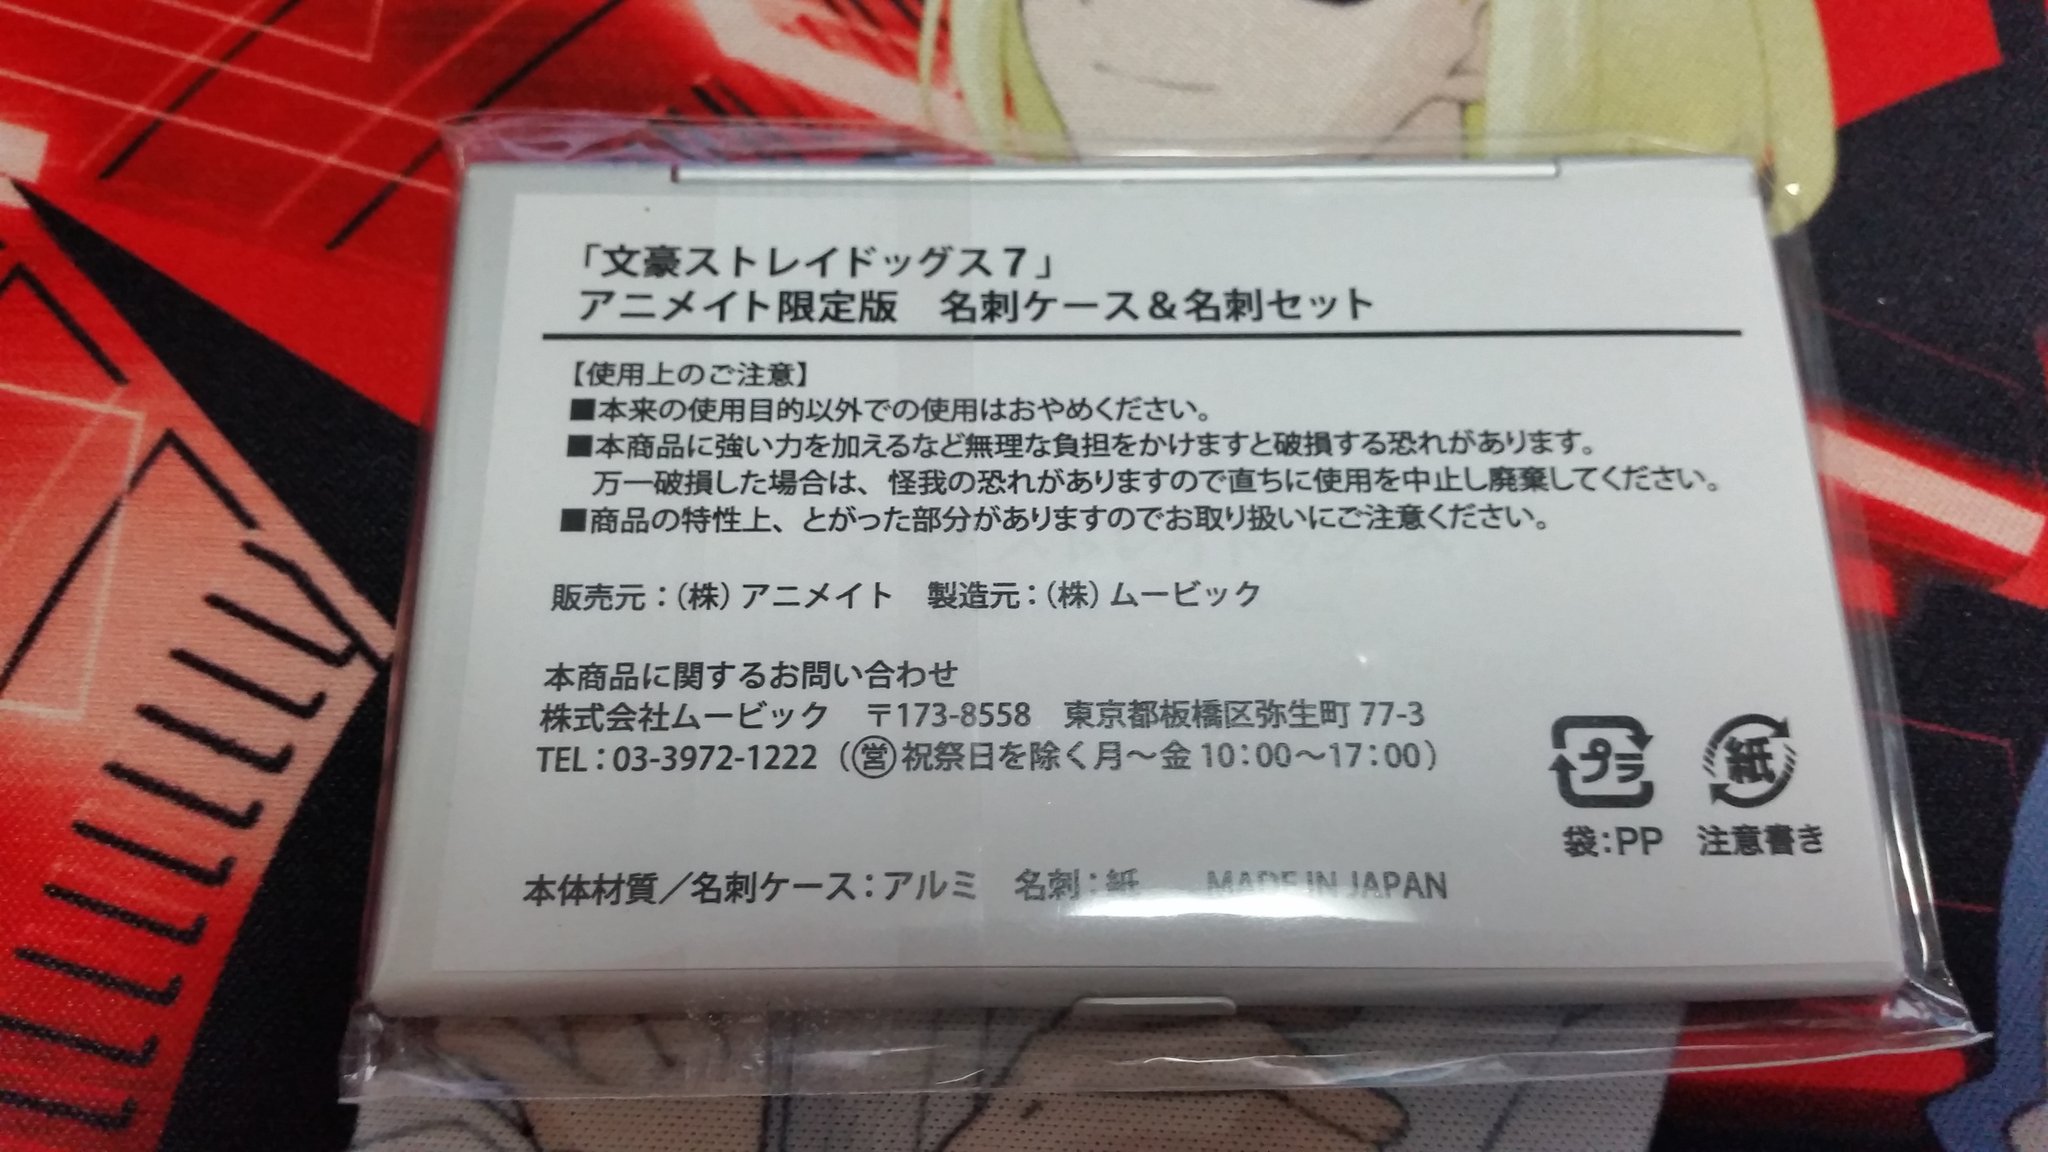 「文豪ストレイドッグス７」
アニメイト限定版　名刺ケース＆名刺セット
【使用上のご注意】
■本来の使用目的以外での使用はおやめください。
■本商品に強い力を加えるなど無理な負担をかけますと破損する恐れがあります。
万一破損した場合は、怪我の恐れがありますので直ちに使用を中止し廃棄してください。
■商品の特性上、とがった部分がありますのでお取り扱いにご注意ください。
販売元：（株）アニメイト　製造元：（株）ムービック
本商品に関するお問い合わせ
株式会社ムービック　〒173-8558　東京都板橋区弥生町 77-3
TEL：03-3972-1222（㊡祝祭日を除く月～金 10：00～17：00）
プラ 紙
袋：PP 注意書き
本体材質／名刺ケース：アルミ　名刺：紙　MADE IN JAPAN